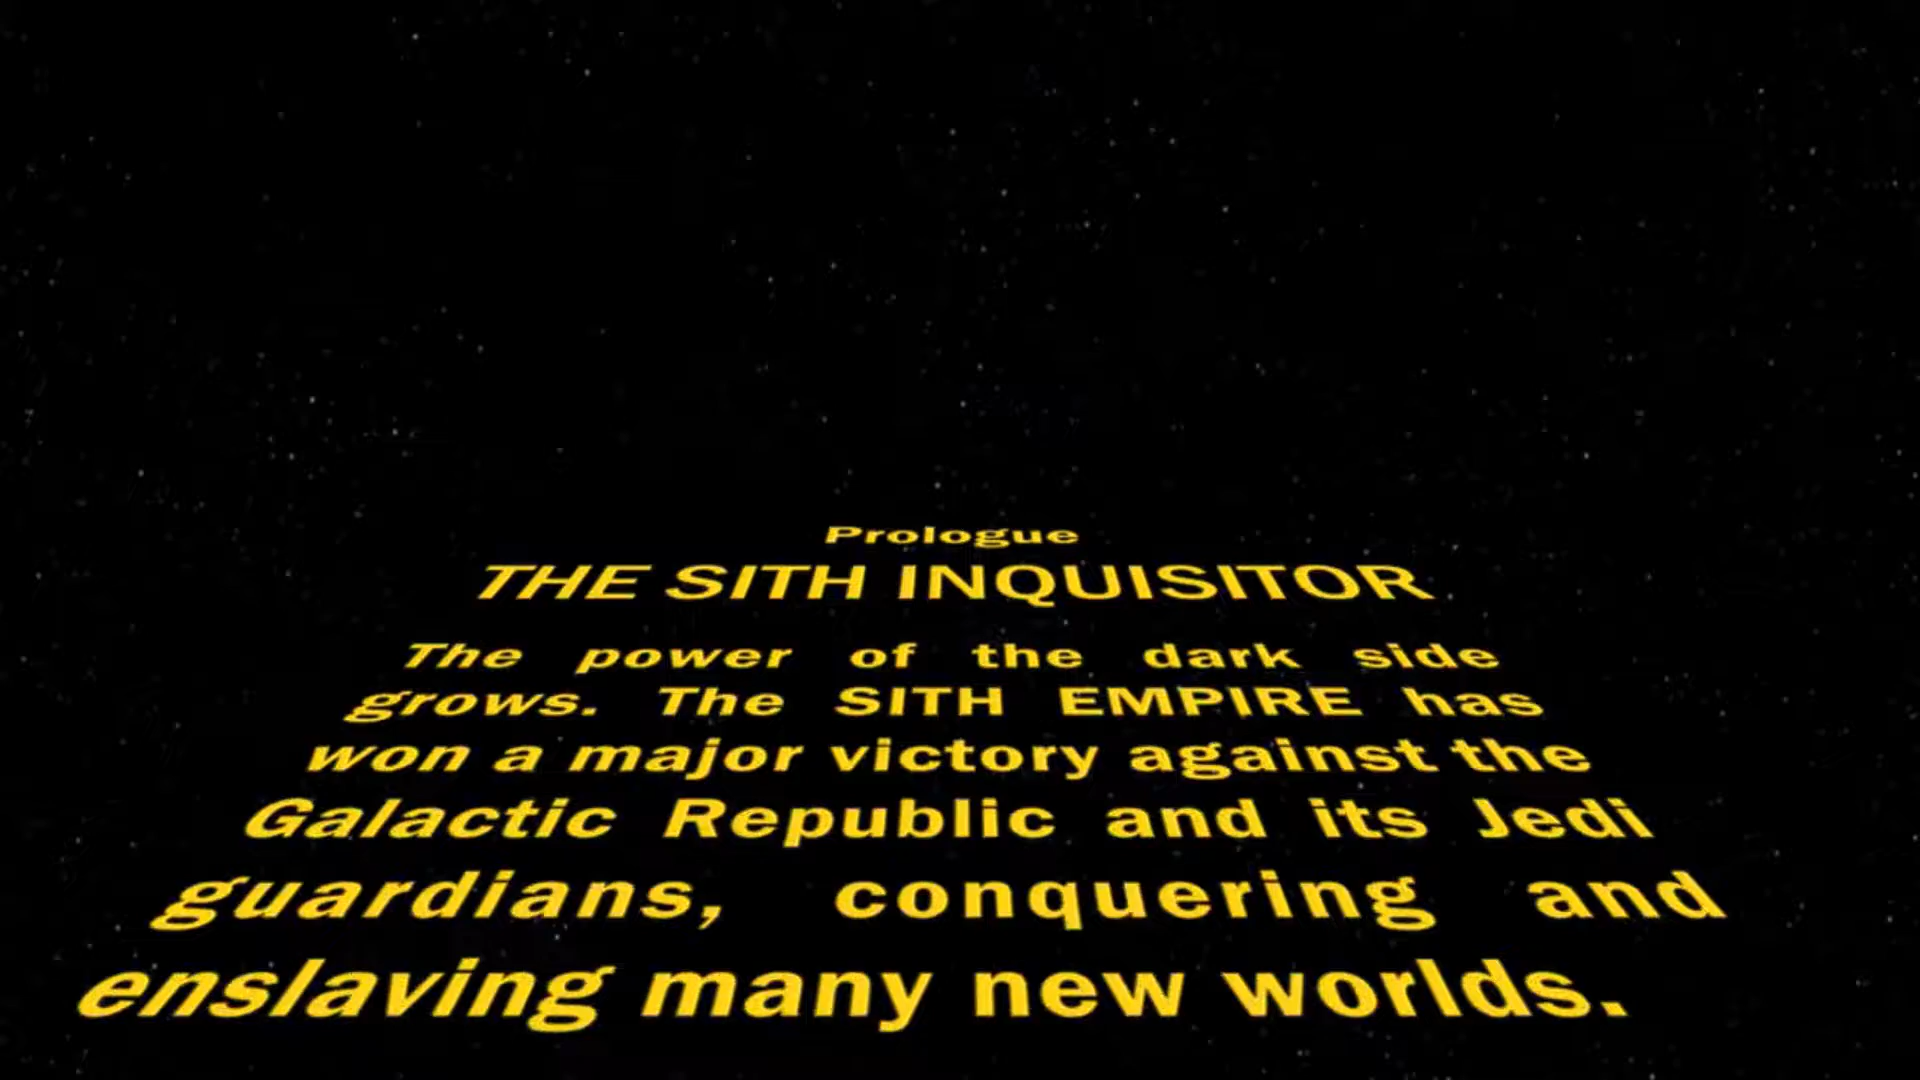 Prologue
THE SITH INQUISITOR
The power of the dark side
grows. The SITH EMPIRE has
won a major victory against the
Galactic Republic and its Jedi
guardians, conquering and
enslaving many new worlds.